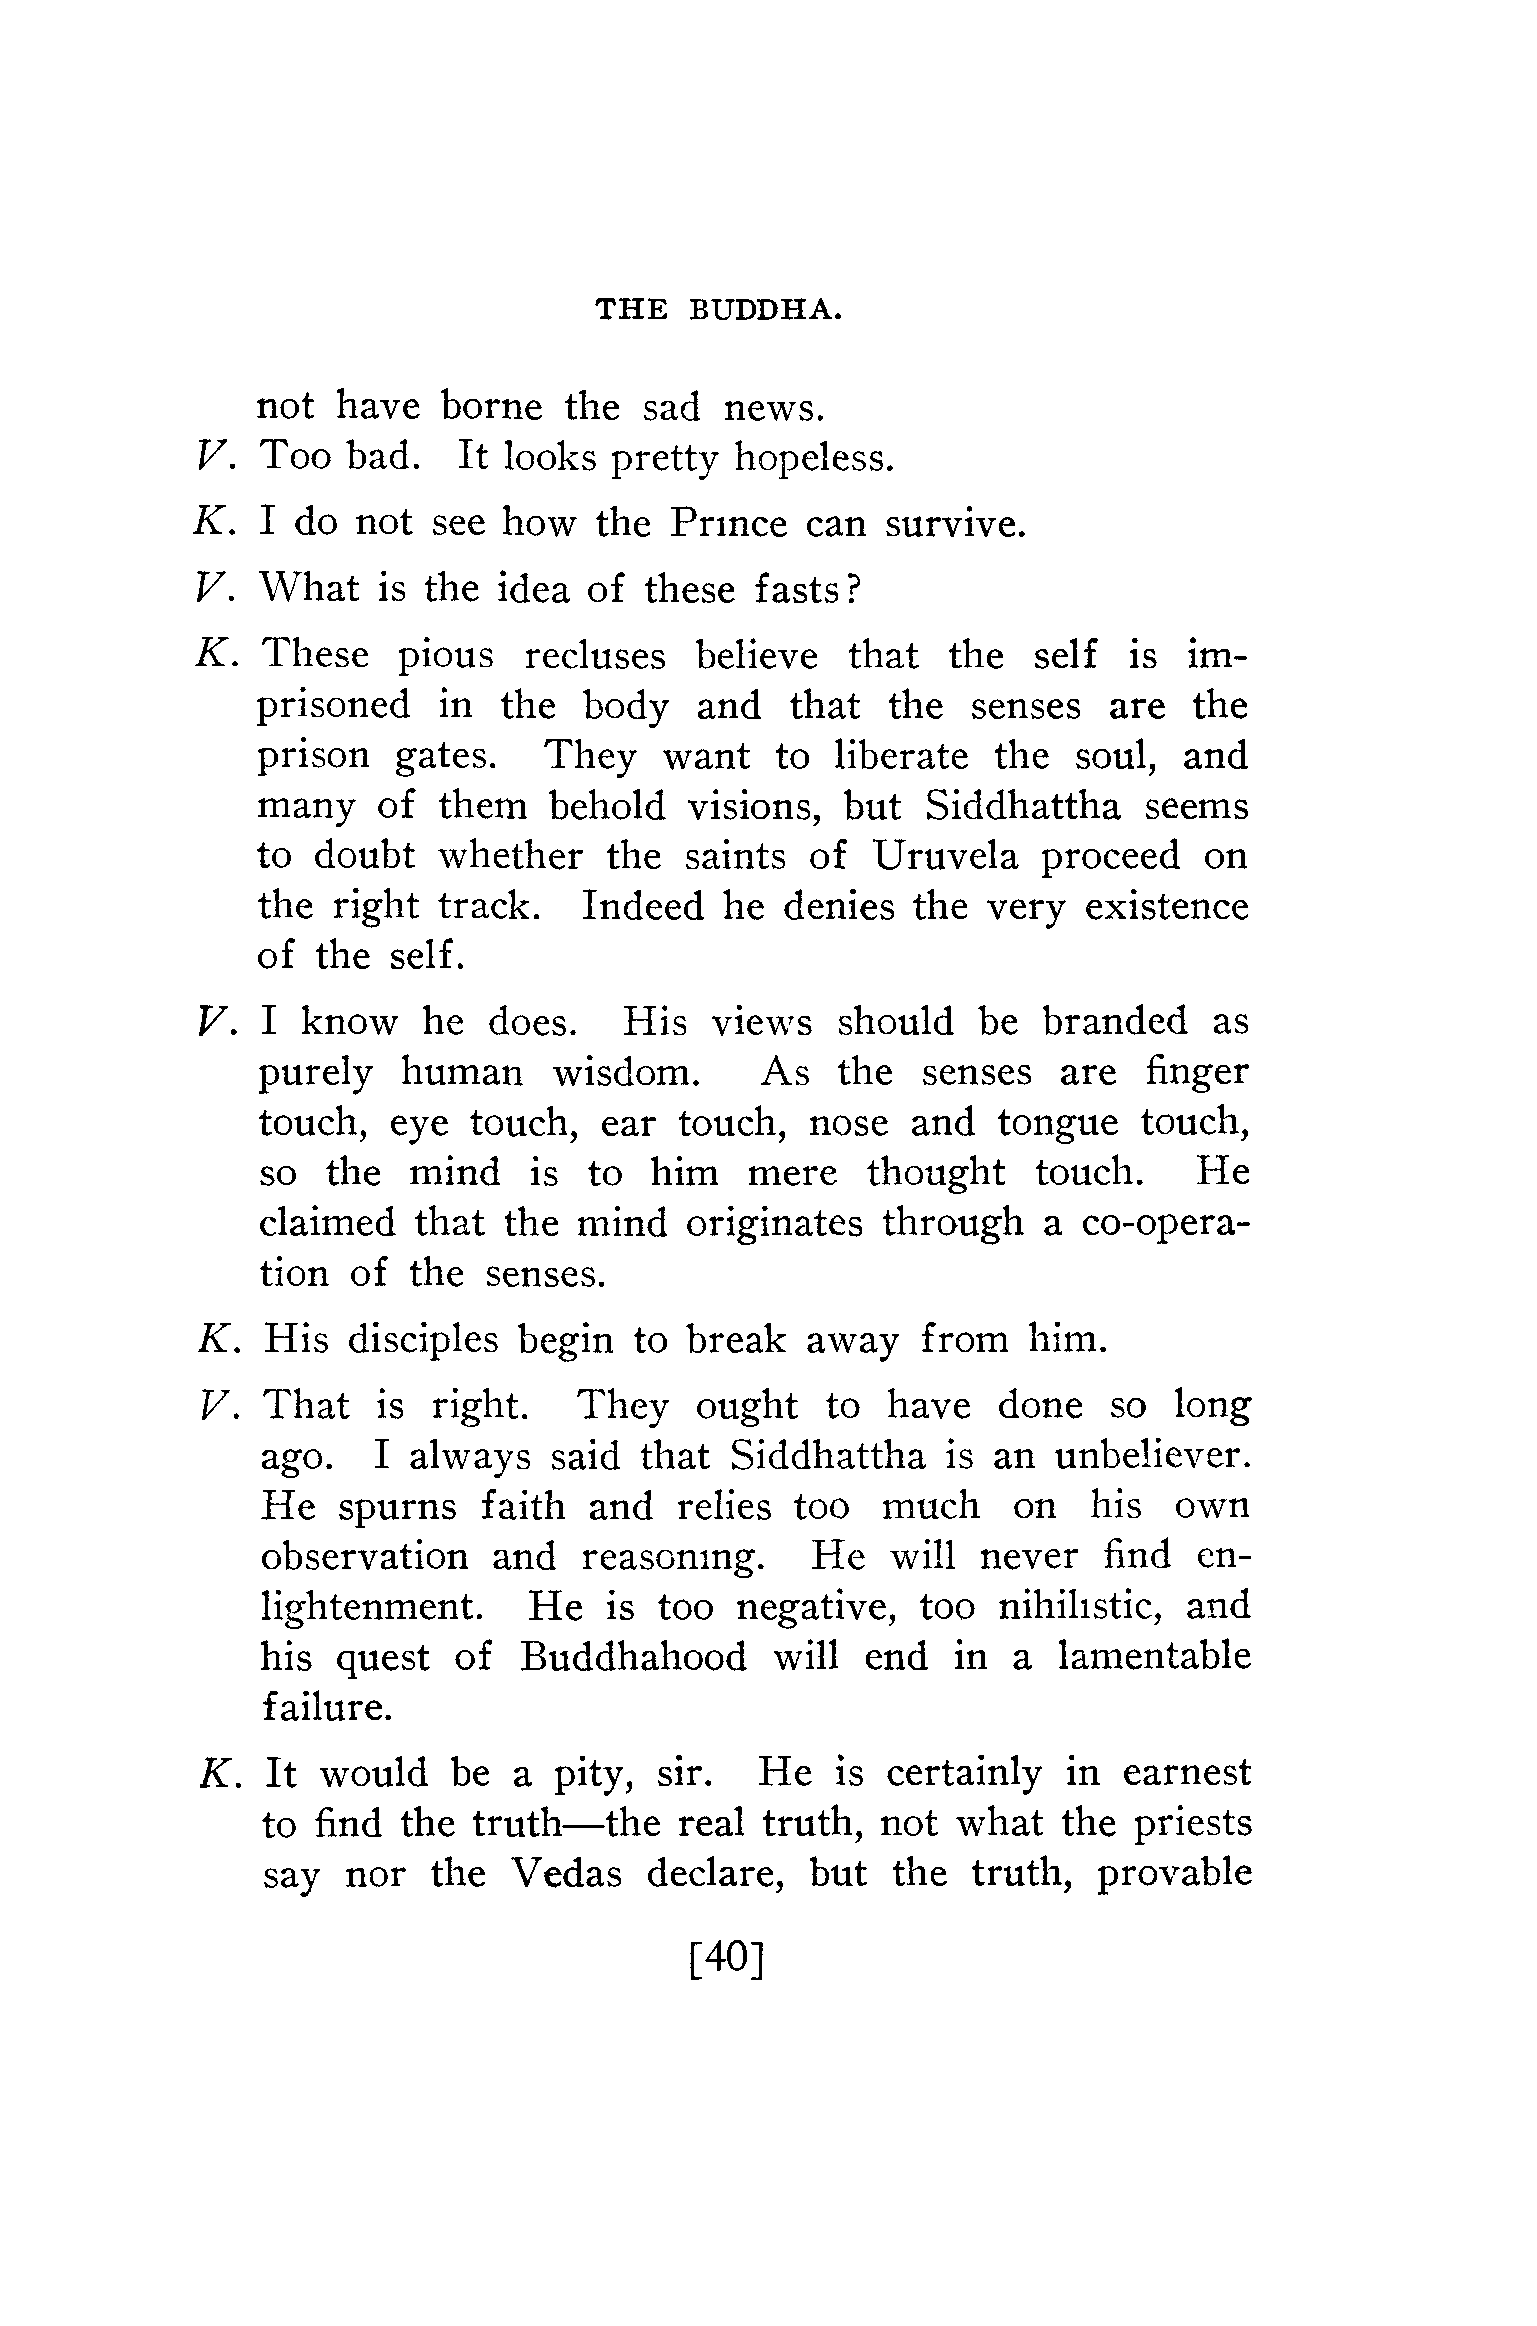 THE BUDDHA.
not have borne the sad news.
V. Too bad. It looks pretty hopeless.
K. I do not see how the Prince can survive.
V. What is the idea of these fasts?
K. These pious recluses believe that the self is im-
prisoned in the body and that the senses are the
prison gates. They want to liberate the soul, and
many of them behold visions, but Siddhattha seems
to doubt whether the saints of Uruvela proceed on
the right track. Indeed he denies the very existence
of the self.
V. I know he does. His views should be branded as
purely human wisdom. As the senses are finger
touch, eye touch, ear touch, nose and tongue touch,
so the mind is to him mere thought touch. He
claimed that the mind originates through a co-opera-
tion of the senses.
K. His disciples begin to break away from him.
V. That is right. They ought to have done so long
ago. I always said that Siddhattha is an unbeliever.
He spurns faith and relies too much on his own
observation and reasoning. He will never find en-
lightenment. He is too negative, too nihilistic, and
his quest of Buddhahood will end in a lamentable
failure.
K. It would be a pity, sir. He is certainly in earnest
to find the truth—the real truth, not what the priests
say nor the Vedas declare, but the truth, provable
[40]